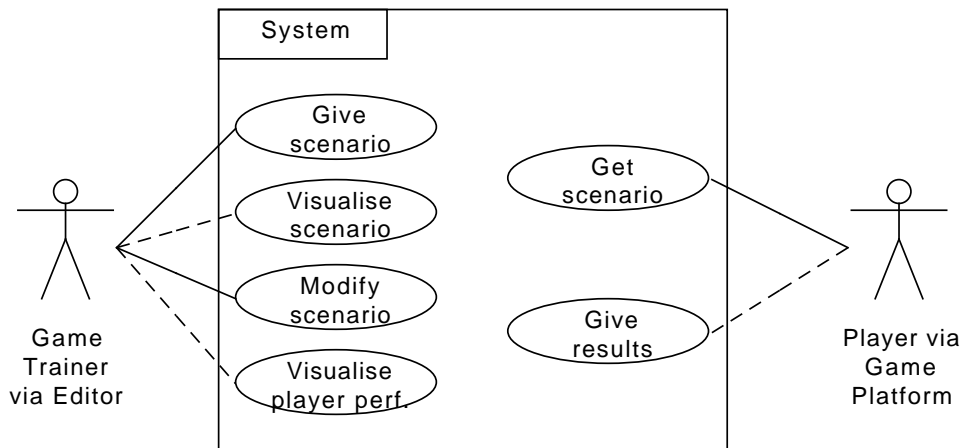 System
Give
scenario
Visualise
scenario
Modify
scenario
Visualise
player perf.
Get
scenario
Give
results
Game
Trainer
via Editor
Player via
Game
Platform